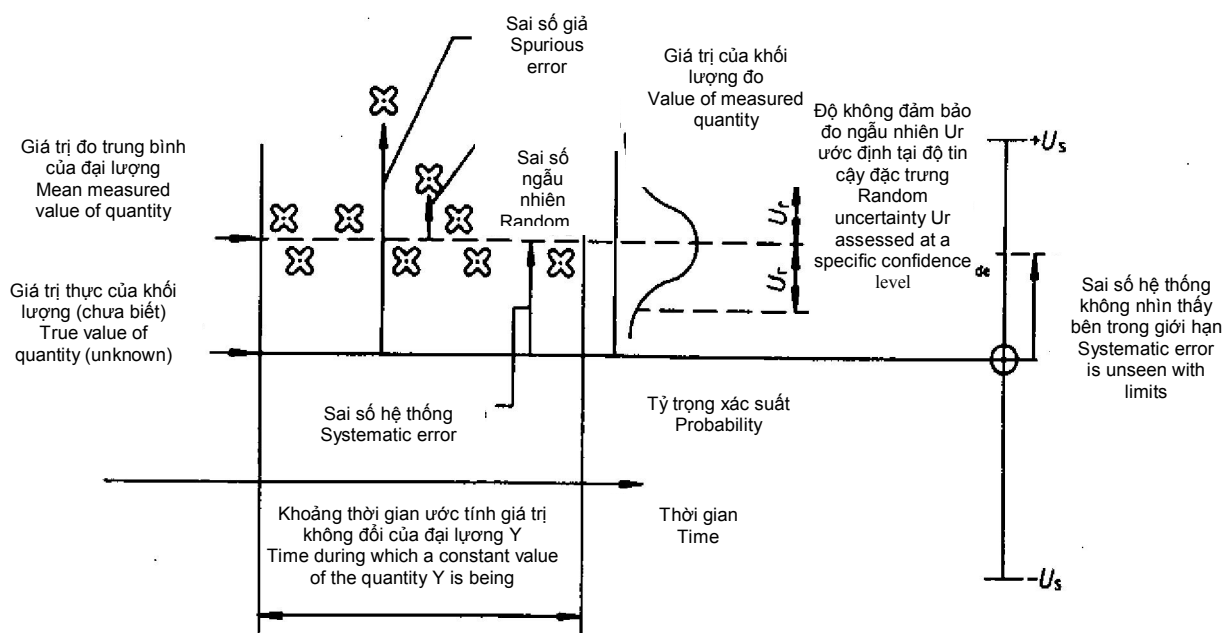 Sai số giả
Spurious
error
Giá trị của khối
lượng đo
Value of measured
quantity
Độ không đảm bảo
đo ngẫu nhiên Ur
ước định tại độ tin
cậy đặc trưng
Random
uncertainty Ur
assessed at a
specific confidence
level
de
+Us
Giá trị đo trung bình
của đại lượng
Mean measured
value of quantity
Sai số
ngẫu
nhiên
Random
Ur
Ur
Giá trị thực của khối
lượng (chưa biết)
True value of
quantity (unknown)
Sai số hệ thống
không nhìn thấy
bên trong giới hạn
Systematic error
is unseen with
limits
Sai số hệ thống
Systematic error
Tỷ trọng xác suất
Probability
Khoảng thời gian ước tính giá trị
không đổi của đại lựơng Y
Time during which a constant value
of the quantity Y is being
Thời gian
Time
-Us